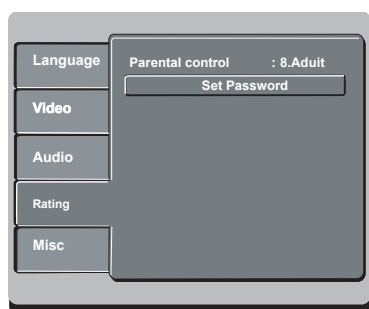 Language
Parental control : 8.Aduit
Set Password
Video
Audio
Rating
Misc